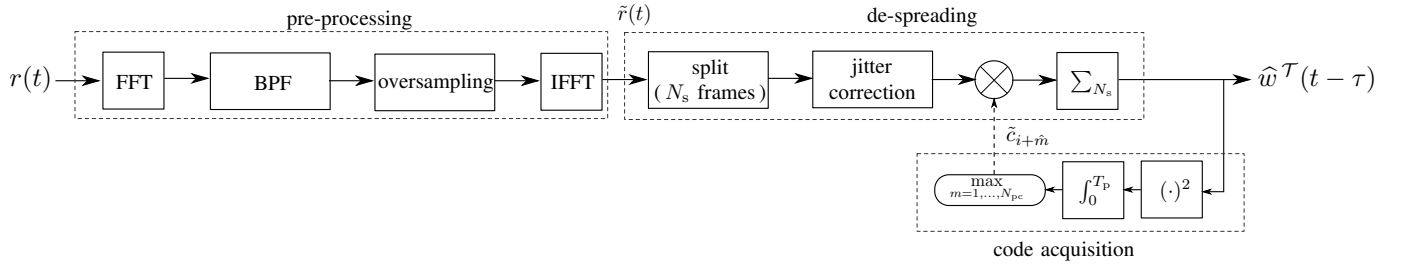 pre-processing
r̃(t)
de-spreading
r(t)
FFT
BPF
oversampling
IFFT
split
( N_s frames)
jitter
correction
∑_{N_s}
ŵ^𝒯(t − τ)
c̃_{i+m̂}
max
m=1,...,N_pc
∫_0^{T_p}
(·)^2
code acquisition